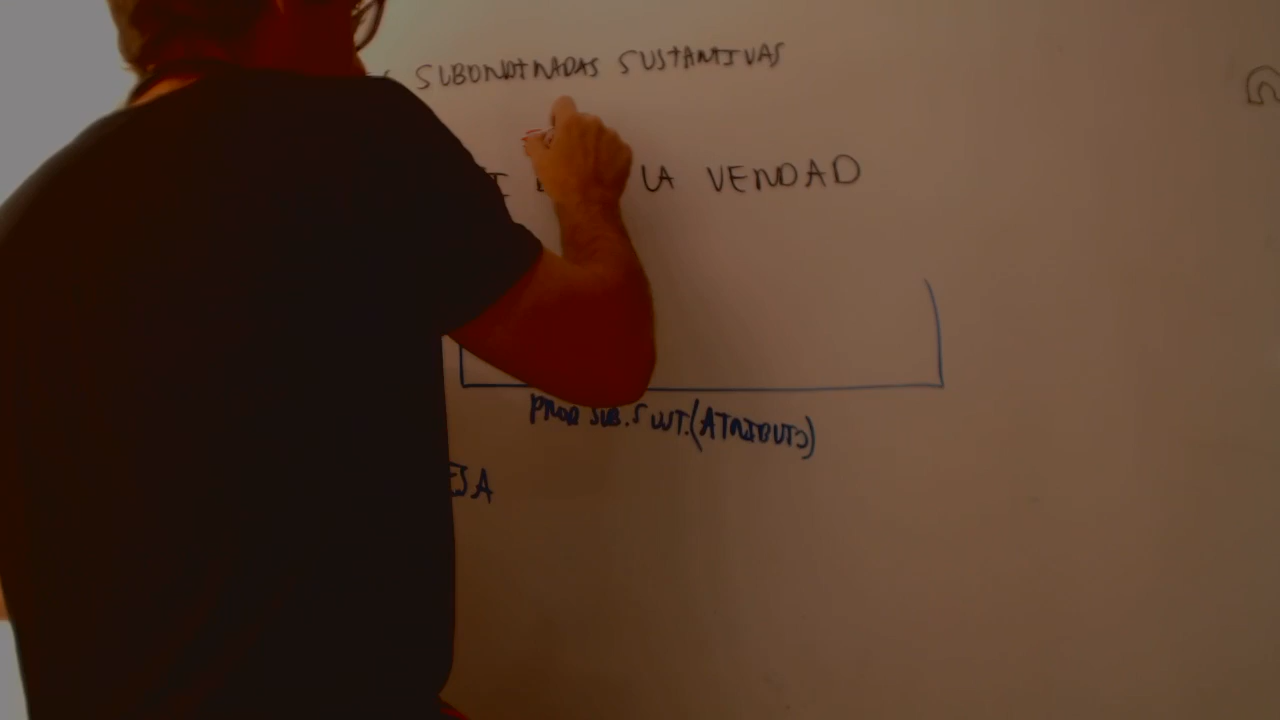 SUBORDINADAS SUSTANTIVAS
LA VERDAD
PROP. SUB. SUST. (ATRIBUTO)
EJA